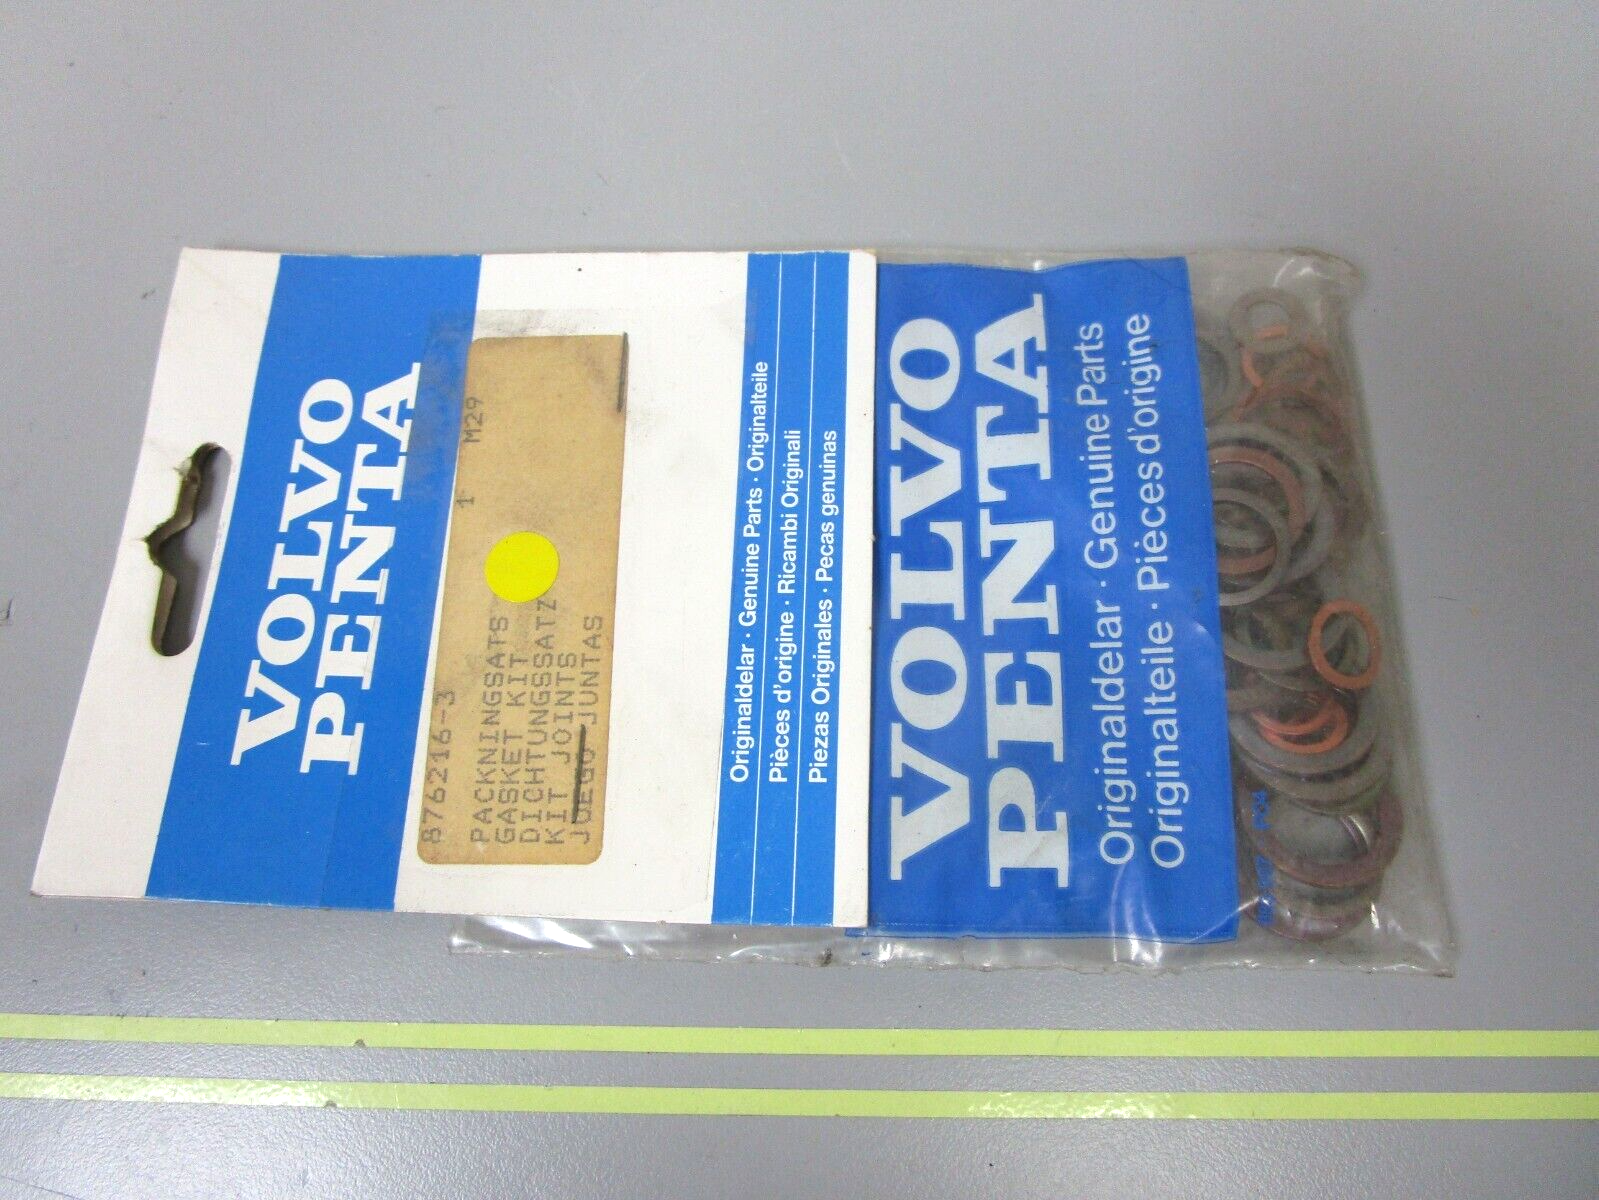 VOLVO
PENTA
876216-3 1 M29
PACKNINGSATS
GASKET KIT
DICHTUNGSSATZ
KIT JOINTS
JUEGO JUNTAS
Originaldelar · Genuine Parts · Originalteile
Pièces d'origine · Ricambi Originali
Piezas Originales · Pecas genuinas
VOLVO
PENTA
Originaldelar · Genuine Parts
Originalteile · Pièces d'origine